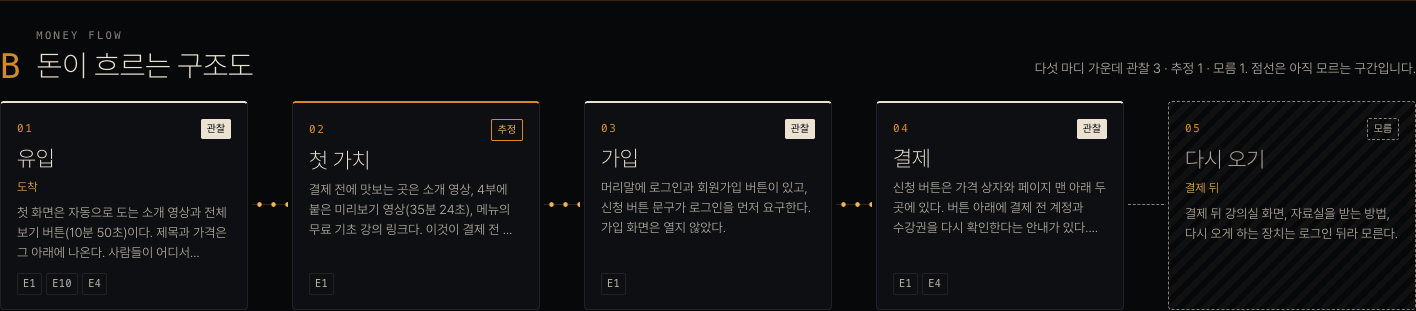 MONEY FLOW
B 돈이 흐르는 구조도
다섯 마디 가운데 관찰 3 · 추정 1 · 모름 1. 점선은 아직 모르는 구간입니다.
01 관찰
유입
도착
첫 화면은 자동으로 도는 소개 영상과 전체
보기 버튼(10분 50초)이다. 제목과 가격은
그 아래에 나온다. 사람들이 어디서...
E1 E10 E4
02 추정
첫 가치
결제 전에 맛보는 곳은 소개 영상, 4부에
붙은 미리보기 영상(35분 24초), 메뉴의
무료 기초 강의 링크다. 이것이 결제 전 ...
E1
03 관찰
가입
머리말에 로그인과 회원가입 버튼이 있고,
신청 버튼 문구가 로그인을 먼저 요구한다.
가입 화면은 열지 않았다.
E1
04 관찰
결제
신청 버튼은 가격 상자와 페이지 맨 아래 두
곳에 있다. 버튼 아래에 결제 전 계정과
수강권을 다시 확인한다는 안내가 있다....
E1 E4
05 모름
다시 오기
결제 뒤
결제 뒤 강의실 화면, 자료실을 받는 방법,
다시 오게 하는 장치는 로그인 뒤라 모른다.